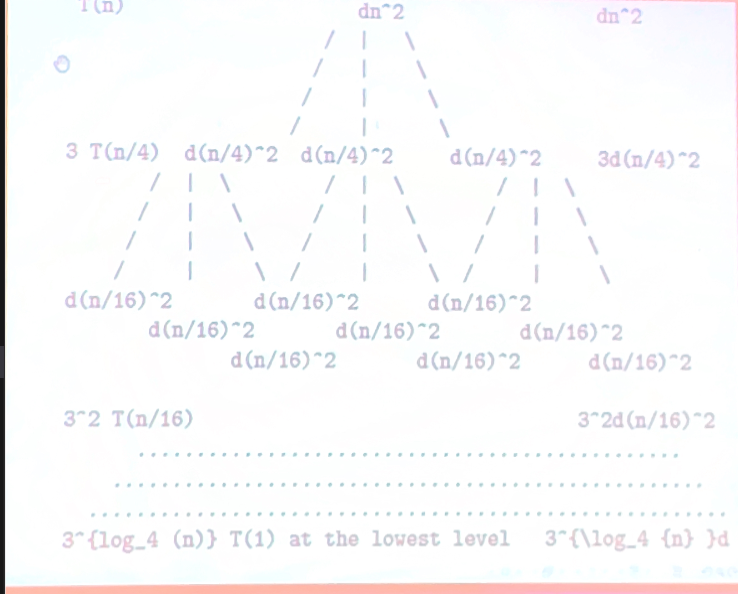 T(n) dn^2 dn^2
3 T(n/4) d(n/4)^2 d(n/4)^2 d(n/4)^2 3d(n/4)^2
d(n/16)^2 d(n/16)^2 d(n/16)^2
d(n/16)^2 d(n/16)^2 d(n/16)^2
d(n/16)^2 d(n/16)^2 d(n/16)^2
3^2 T(n/16) 3^2d(n/16)^2
3^{log_4 (n)} T(1) at the lowest level 3^{\log_4 {n} }d